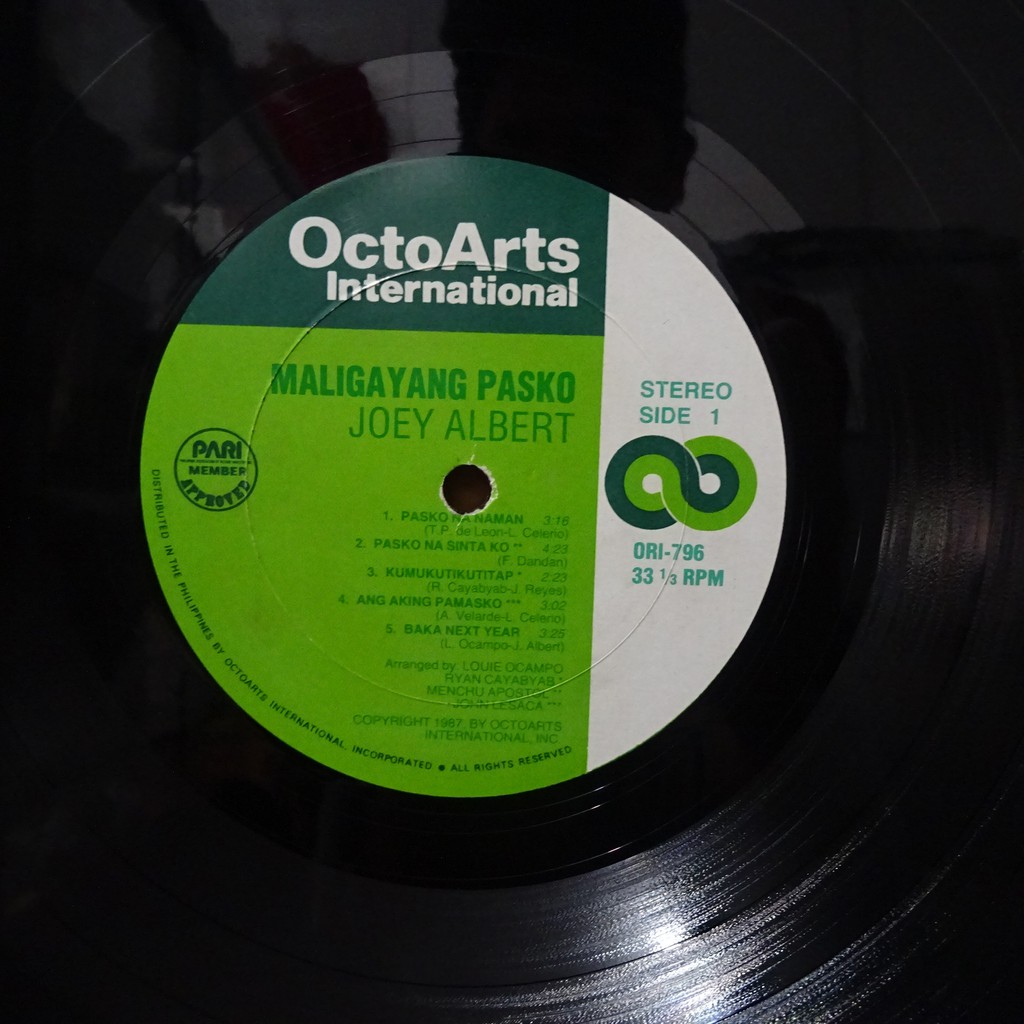 OctoArts
International
MALIGAYANG PASKO
JOEY ALBERT
STEREO
SIDE 1
PARI
MEMBER
APPROVED
ORI-796
33 1/3 RPM
1. PASKO NA NAMAN 3:16
(T.P. de Leon-L. Celerio)
2. PASKO NA SINTA KO ** 4:23
(F. Dandan)
3. KUMUKUTIKUTITAP * 2:23
(R. Cayabyab-J. Reyes)
4. ANG AKING PAMASKO *** 3:02
(A. Velarde-L. Celerio)
5. BAKA NEXT YEAR 3:25
(L. Ocampo-J. Albert)
Arranged by: LOUIE OCAMPO
RYAN CAYABYAB *
MENCHU APOSTOL **
JOHN LESACA ***
COPYRIGHT 1987, BY OCTOARTS
INTERNATIONAL, INC.
DISTRIBUTED IN THE PHILIPPINES BY OCTOARTS INTERNATIONAL, INCORPORATED ● ALL RIGHTS RESERVED